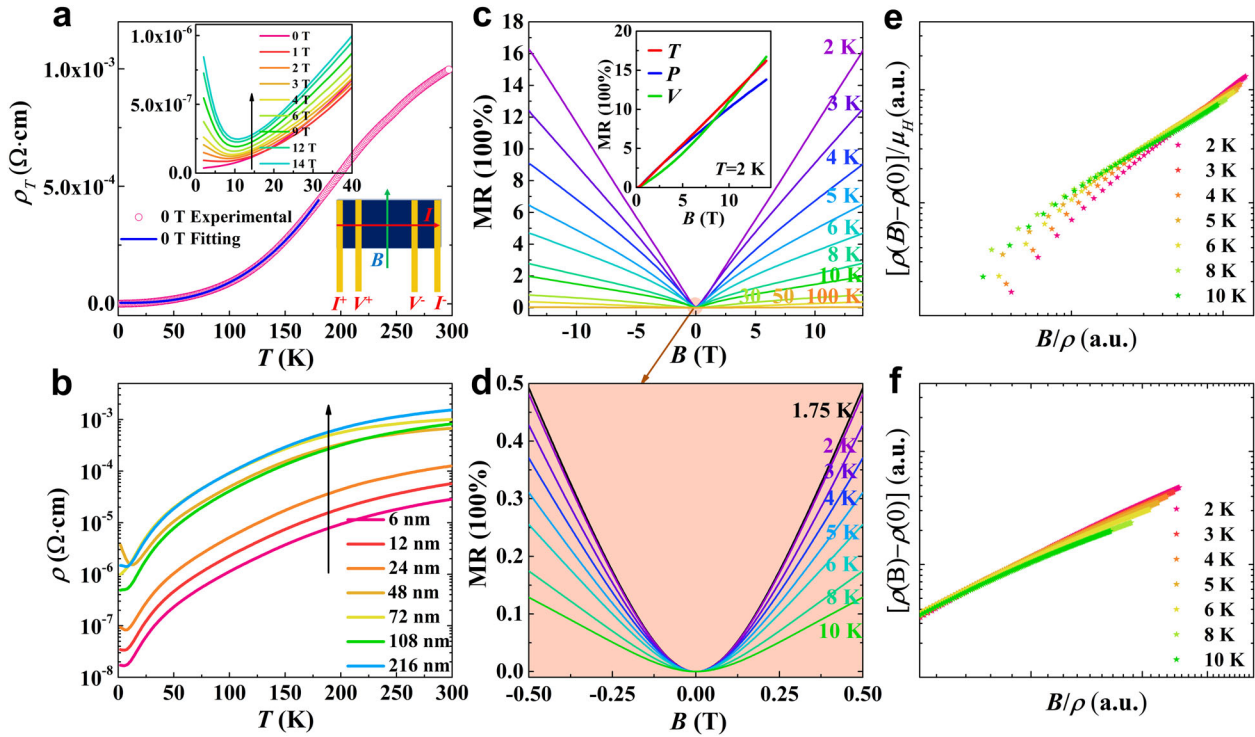 a
1.0x10⁻³
5.0x10⁻⁴
0.0
ρT (Ω·cm)
0 50 100 150 200 250 300
T (K)
1.0x10⁻⁶
5.0x10⁻⁷
0.0
0 10 20 30 40
0 T
1 T
2 T
3 T
4 T
6 T
9 T
12 T
14 T
0 T Experimental
0 T Fitting
I
B
I⁺ V⁺ V⁻ I⁻
b
10⁻³
10⁻⁴
10⁻⁵
10⁻⁶
10⁻⁷
10⁻⁸
ρ (Ω·cm)
0 50 100 150 200 250 300
T (K)
6 nm
12 nm
24 nm
48 nm
72 nm
108 nm
216 nm
c
18
16
14
12
10
8
6
4
2
0
MR (100%)
-10 -5 0 5 10
B (T)
2 K
3 K
4 K
5 K
6 K
8 K
10 K
30 50 100 K
20
15
10
5
0
MR (100%)
0 5 10
B (T)
T
P
V
T=2 K
d
0.5
0.4
0.3
0.2
0.1
0.0
MR (100%)
-0.50 -0.25 0.00 0.25 0.50
B (T)
1.75 K
2 K
3 K
4 K
5 K
6 K
8 K
10 K
e
[ρ(B)−ρ(0)]/μH (a.u.)
B/ρ (a.u.)
2 K
3 K
4 K
5 K
6 K
8 K
10 K
f
[ρ(B)−ρ(0)] (a.u.)
B/ρ (a.u.)
2 K
3 K
4 K
5 K
6 K
8 K
10 K